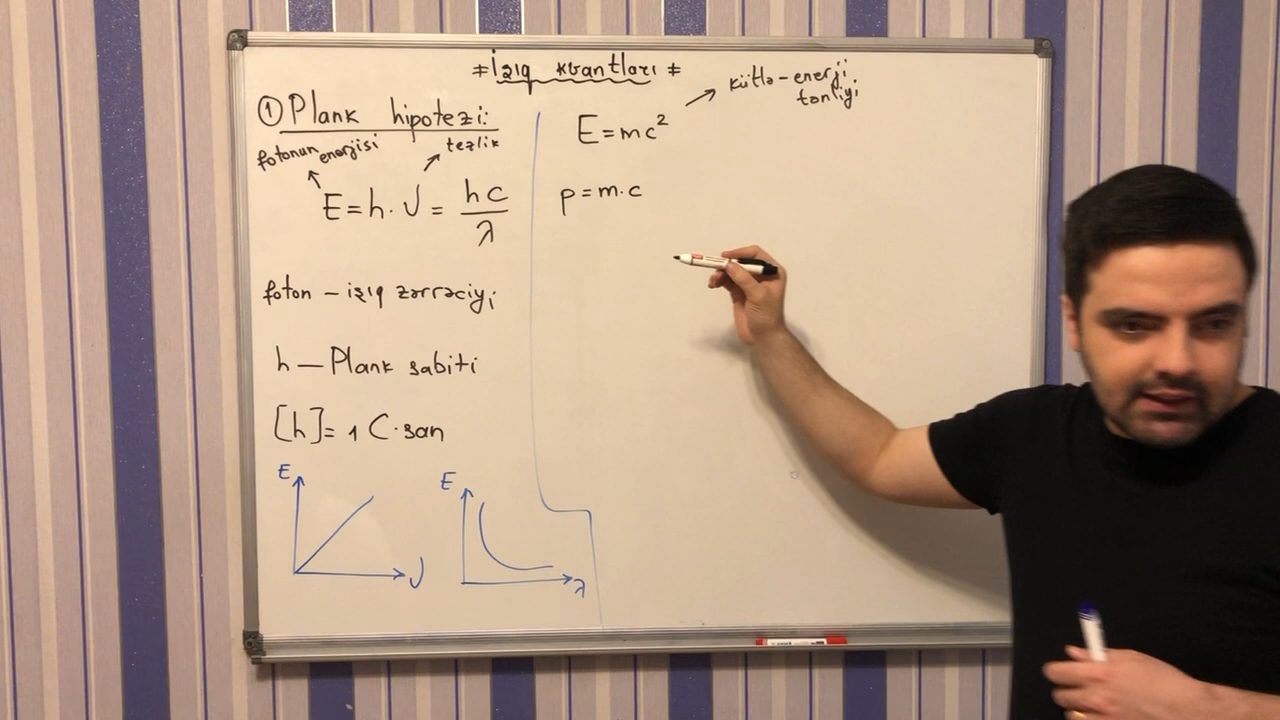 = İşıq kvantları =
① Plank hipotezi:
fotonun enerjisi
tezlik
E = h · ν = hc / λ
foton – işıq zərrəciyi
h — Plank sabiti
[h] = 1 C·san
E
ν
E
λ
E = mc²
kütlə – enerji
tənliyi
p = m·c